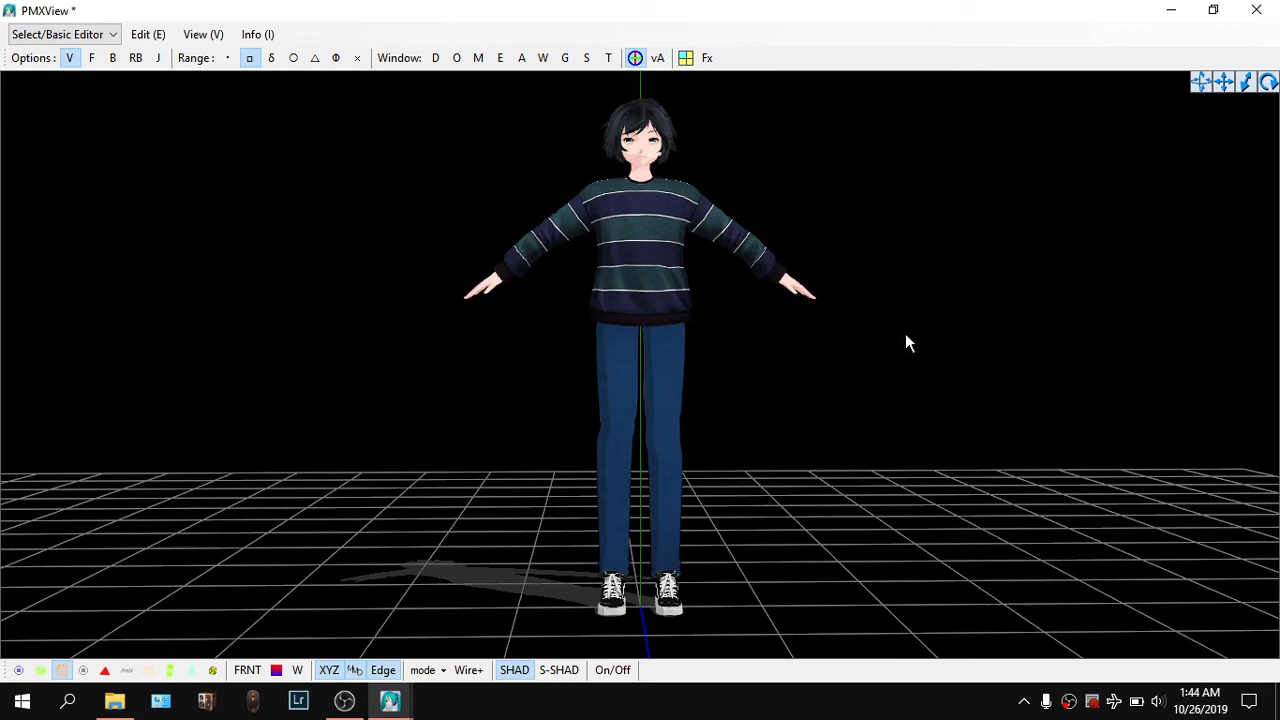 PMXView *
Select/Basic Editor Edit (E) View (V) Info (I)
Options : V F B RB J Range : · □ δ ○ △ Φ × Window: D O M E A W G S T vA Fx
FRNT W XYZ Edge mode Wire+ SHAD S-SHAD On/Off
Lr
1:44 AM
10/26/2019